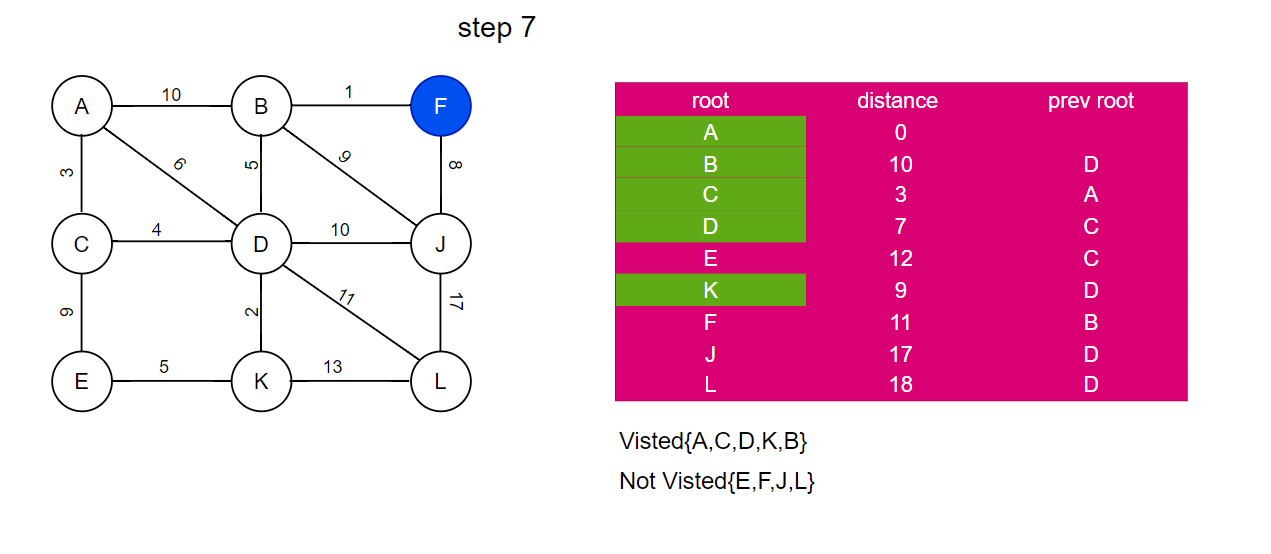 step 7
A 10 B 1 F
3 6 5 9 8
C 4 D 10 J
9 2 11 17
E 5 K 13 L
root distance prev root
A 0
B 10 D
C 3 A
D 7 C
E 12 C
K 9 D
F 11 B
J 17 D
L 18 D
Visted{A,C,D,K,B}
Not Visted{E,F,J,L}